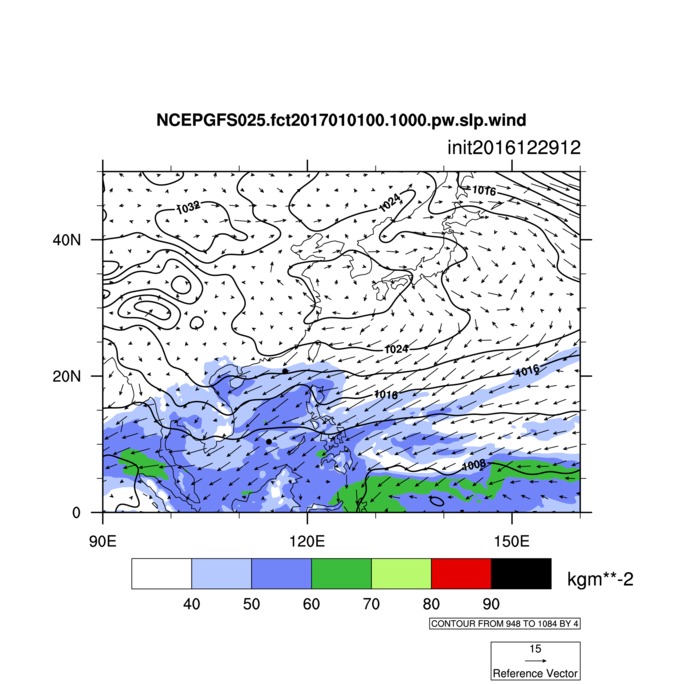 NCEPGFS025.fct2017010100.1000.pw.slp.wind
init2016122912
1016
1032
1024
40N
1024
1016
20N
1016
1008
0
90E 120E 150E
kgm**-2
40 50 60 70 80 90
CONTOUR FROM 948 TO 1084 BY 4
15
Reference Vector